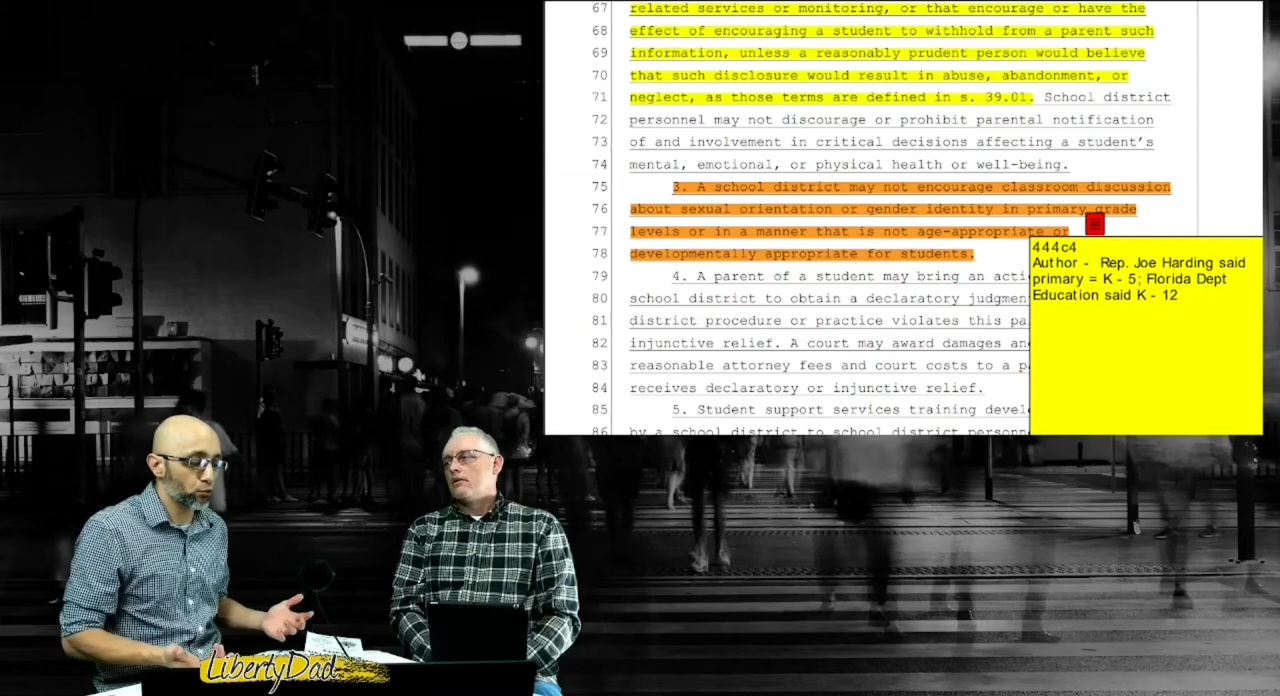 67 related services or monitoring, or that encourage or have the
68 effect of encouraging a student to withhold from a parent such
69 information, unless a reasonably prudent person would believe
70 that such disclosure would result in abuse, abandonment, or
71 neglect, as those terms are defined in s. 39.01. School district
72 personnel may not discourage or prohibit parental notification
73 of and involvement in critical decisions affecting a student's
74 mental, emotional, or physical health or well-being.
75 3. A school district may not encourage classroom discussion
76 about sexual orientation or gender identity in primary grade
77 levels or in a manner that is not age-appropriate or
78 developmentally appropriate for students.
79 4. A parent of a student may bring an acti
80 school district to obtain a declaratory judgmen
81 district procedure or practice violates this pa
82 injunctive relief. A court may award damages an
83 reasonable attorney fees and court costs to a p
84 receives declaratory or injunctive relief.
85 5. Student support services training devel
86 by a school district to school district personn
444c4
Author - Rep. Joe Harding said
primary = K - 5; Florida Dept
Education said K - 12
LibertyDad